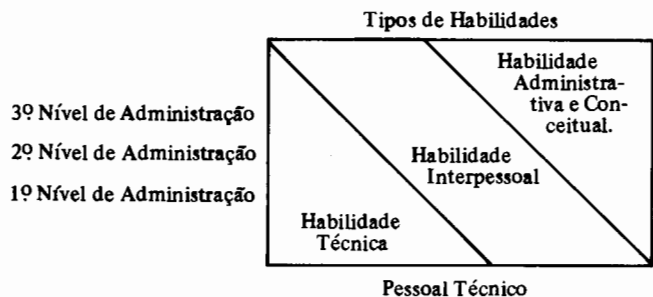 Tipos de Habilidades
Habilidade
Administra-
tiva e Con-
ceitual.
3º Nível de Administração
2º Nível de Administração
Habilidade
Interpessoal
1º Nível de Administração
Habilidade
Técnica
Pessoal Técnico